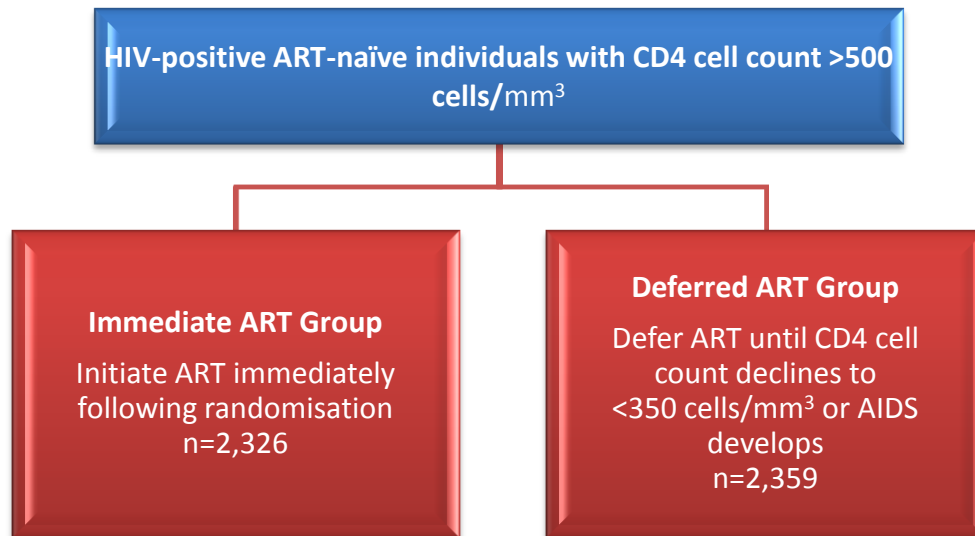 HIV-positive ART-naïve individuals with CD4 cell count >500
cells/mm³
Immediate ART Group
Initiate ART immediately
following randomisation
n=2,326
Deferred ART Group
Defer ART until CD4 cell
count declines to
<350 cells/mm³ or AIDS
develops
n=2,359